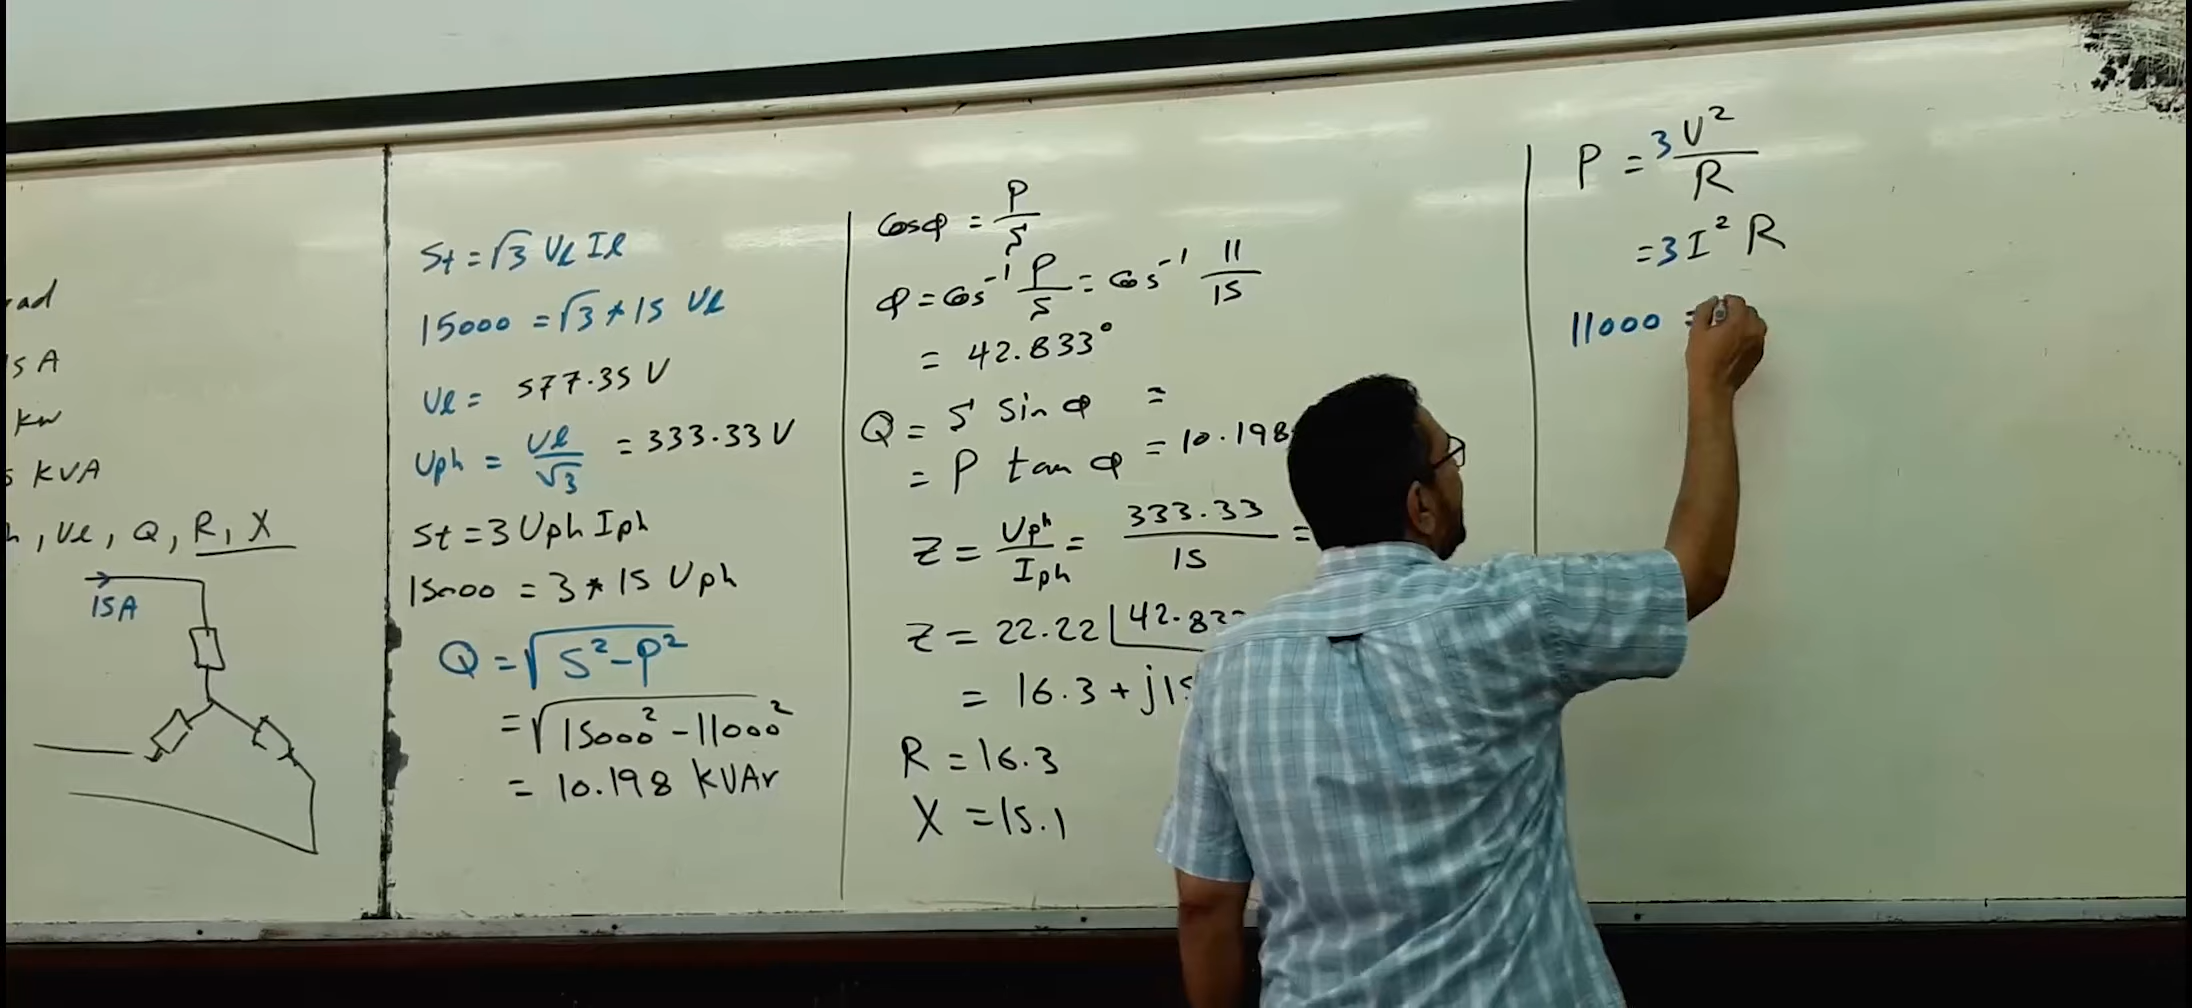 ad
5 A
kw
5 KVA
, Ul, Q, R, X
15A
St = √3 Ul Il
15000 = √3 * 15 Ul
Ul = 577.35 V
Uph = Ul/√3 = 333.33 V
St = 3 Uph Iph
15000 = 3 * 15 Uph
Q = √(S² - P²)
= √(15000² - 11000²)
= 10.198 KVAr
Cosφ = P/S
φ = Cos⁻¹ P/S = Cos⁻¹ 11/15
= 42.833°
Q = S sin φ =
= P tan φ = 10.198
Z = Uph/Iph = 333.33/15 =
Z = 22.22 ∠42.83
= 16.3 + j15
R = 16.3
X = 15.1
P = 3 U²/R
= 3 I² R
11000 =